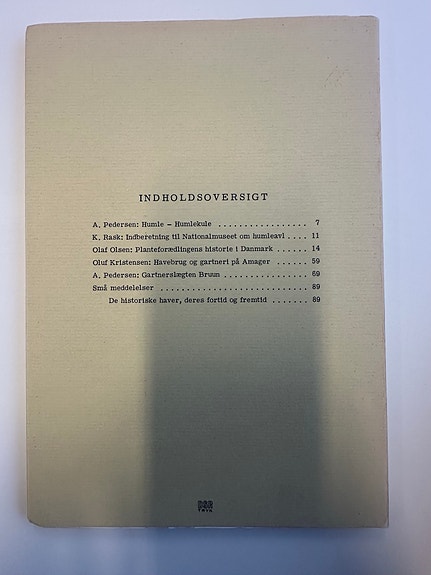 INDHOLDSOVERSIGT
A. Pedersen: Humle – Humlekule . . . . . . . . . . . . . . . . . 7
K. Rask: Indberetning til Nationalmuseet om humleavl . . . . 11
Olaf Olsen: Planteforædlingens historie i Danmark . . . . . 14
Oluf Kristensen: Havebrug og gartneri på Amager . . . . . . 59
A. Pedersen: Gartnerslægten Bruun . . . . . . . . . . . . . . . . 69
Små meddelelser . . . . . . . . . . . . . . . . . . . . . . . . . . . . 89
De historiske haver, deres fortid og fremtid . . . . . . . 89
TRYK